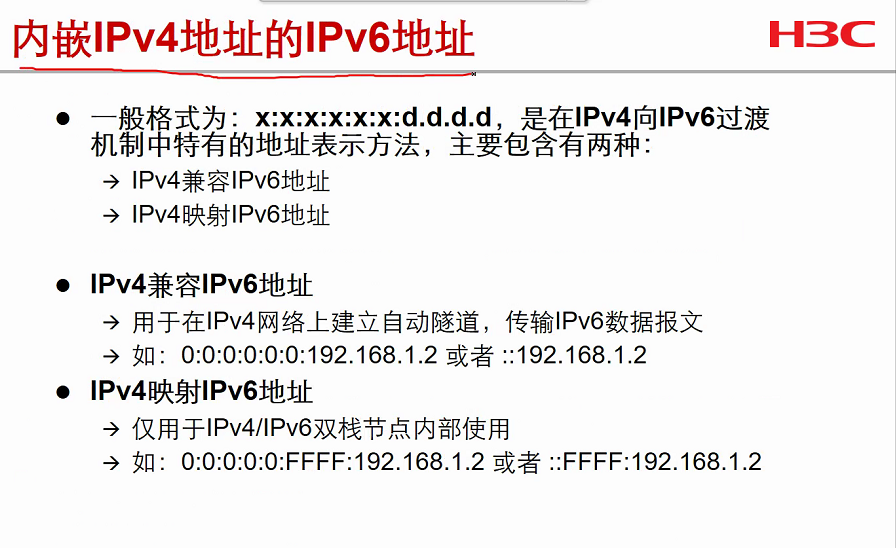 内嵌IPv4地址的IPv6地址
H3C
● 一般格式为：x:x:x:x:x:x:d.d.d.d，是在IPv4向IPv6过渡
机制中特有的地址表示方法，主要包含有两种：
→ IPv4兼容IPv6地址
→ IPv4映射IPv6地址
● IPv4兼容IPv6地址
→ 用于在IPv4网络上建立自动隧道，传输IPv6数据报文
→ 如：0:0:0:0:0:0:192.168.1.2 或者 ::192.168.1.2
● IPv4映射IPv6地址
→ 仅用于IPv4/IPv6双栈节点内部使用
→ 如：0:0:0:0:0:FFFF:192.168.1.2 或者 ::FFFF:192.168.1.2